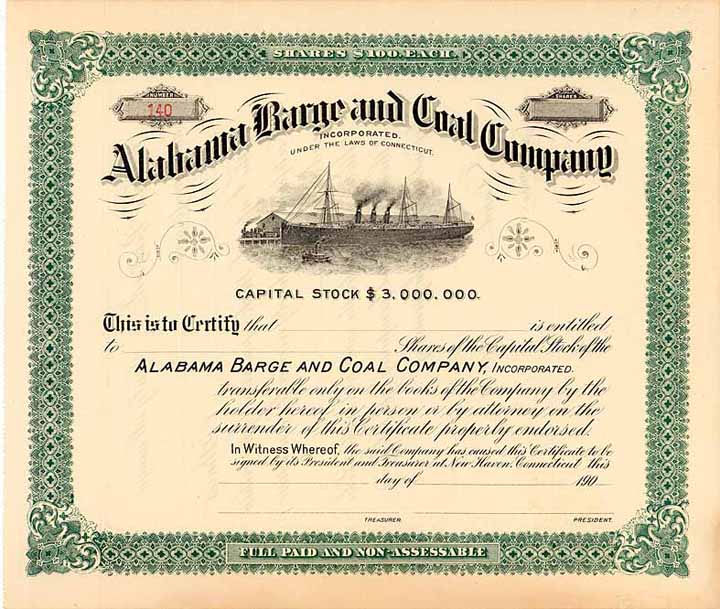 SHARES $100. EACH.
NUMBER
140
SHARES
Alabama Barge and Coal Company
INCORPORATED.
UNDER THE LAWS OF CONNECTICUT.
CAPITAL STOCK $3,000,000.
This is to Certify that is entitled
to Shares of the Capital Stock of the
ALABAMA BARGE AND COAL COMPANY, INCORPORATED.
transferable only on the books of the Company by the
holder hereof in person or by attorney on the
surrender of this Certificate properly endorsed.
In Witness Whereof, the said Company has caused this Certificate to be
signed by its President and Treasurer at New Haven, Connecticut this
day of 190
TREASURER PRESIDENT.
FULL PAID AND NON-ASSESSABLE